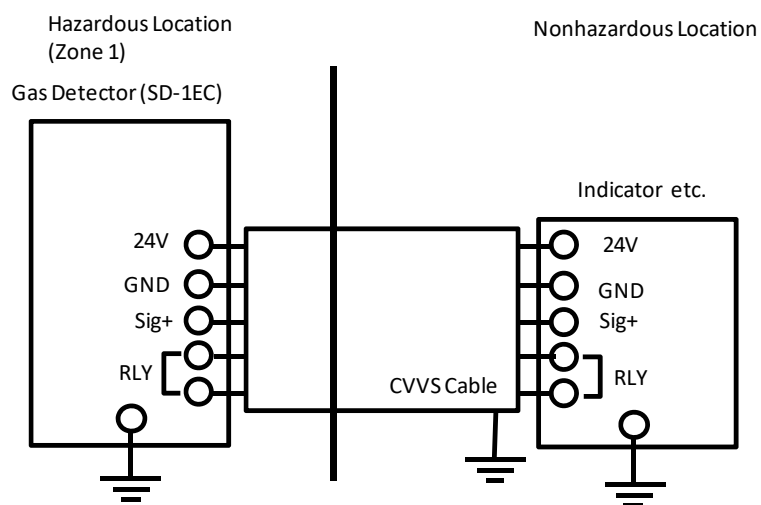 Hazardous Location
(Zone 1)
Nonhazardous Location
Gas Detector (SD-1EC)
Indicator etc.
24V
GND
Sig+
RLY
CVVS Cable
24V
GND
Sig+
RLY